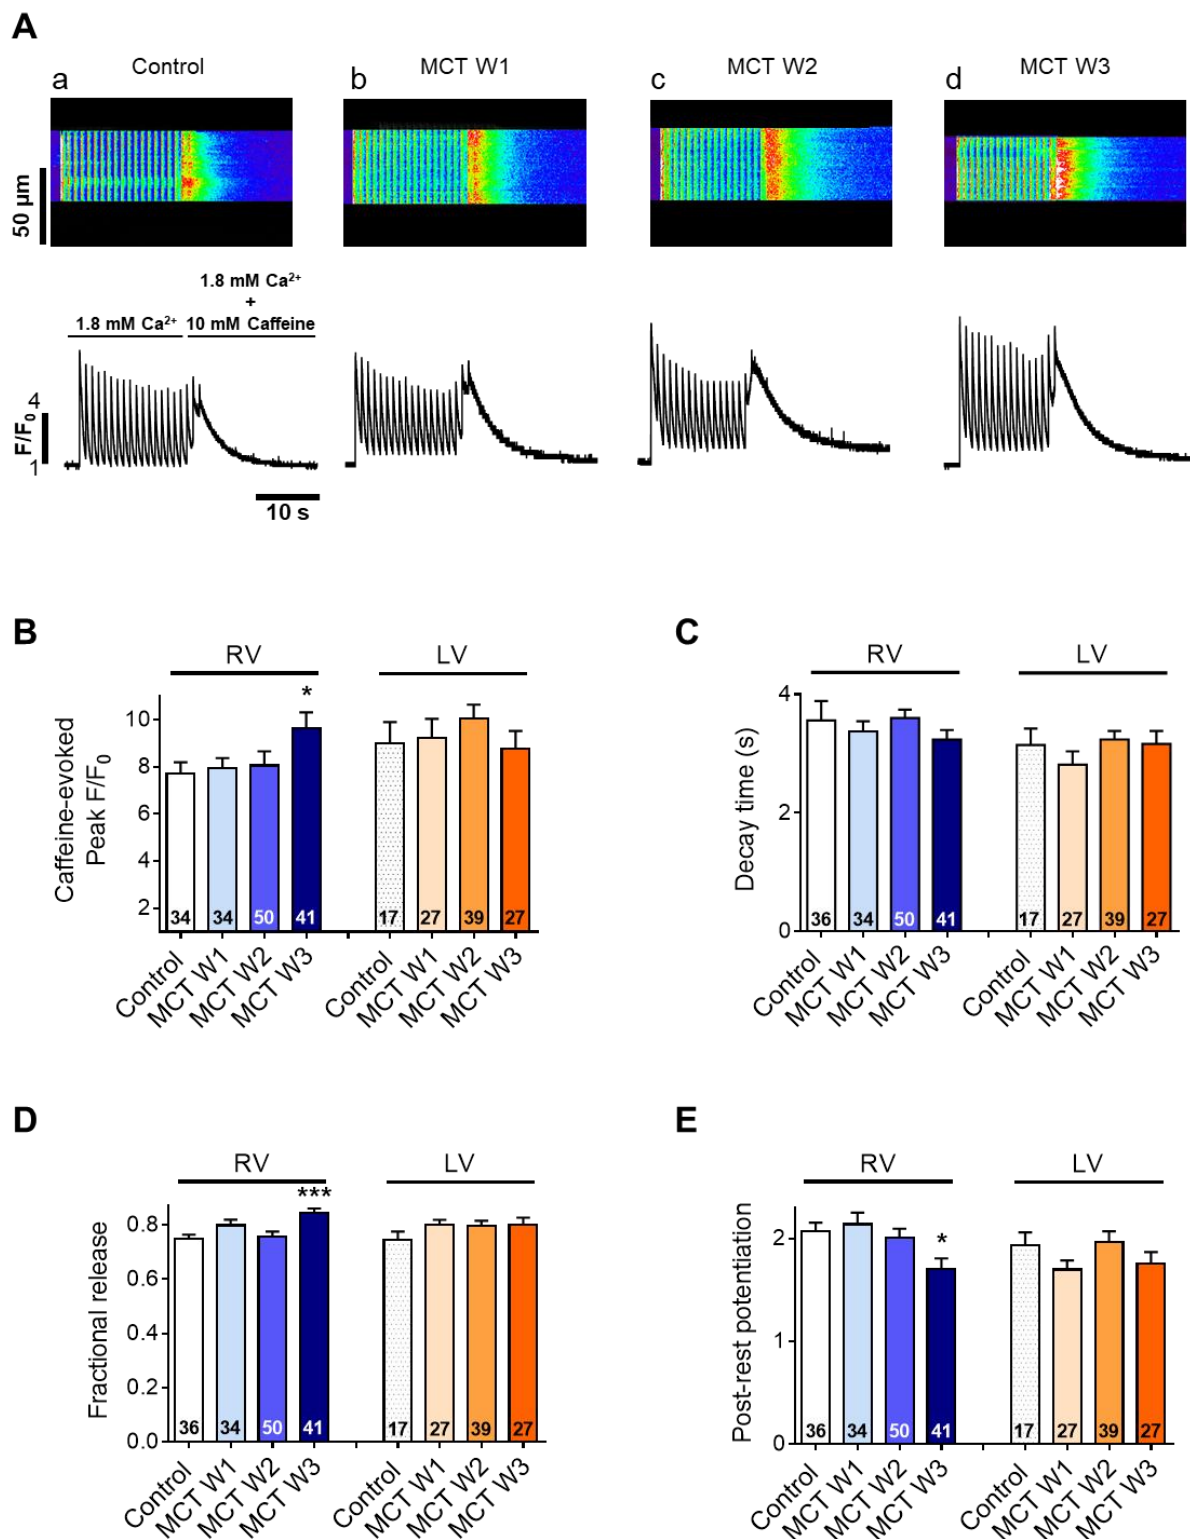 A
a Control
b MCT W1
c MCT W2
d MCT W3
50 μm
1.8 mM Ca²⁺
1.8 mM Ca²⁺
+
10 mM Caffeine
4
F/F₀
1
10 s
B
RV LV
*
Caffeine-evoked
Peak F/F₀
10
8
6
4
2
34 34 50 41 17 27 39 27
Control MCT W1 MCT W2 MCT W3 Control MCT W1 MCT W2 MCT W3
C
RV LV
Decay time (s)
4
2
0
36 34 50 41 17 27 39 27
Control MCT W1 MCT W2 MCT W3 Control MCT W1 MCT W2 MCT W3
D
RV LV
***
Fractional release
0.8
0.6
0.4
0.2
0.0
36 34 50 41 17 27 39 27
Control MCT W1 MCT W2 MCT W3 Control MCT W1 MCT W2 MCT W3
E
RV LV
*
Post-rest potentiation
2
1
0
36 34 50 41 17 27 39 27
Control MCT W1 MCT W2 MCT W3 Control MCT W1 MCT W2 MCT W3